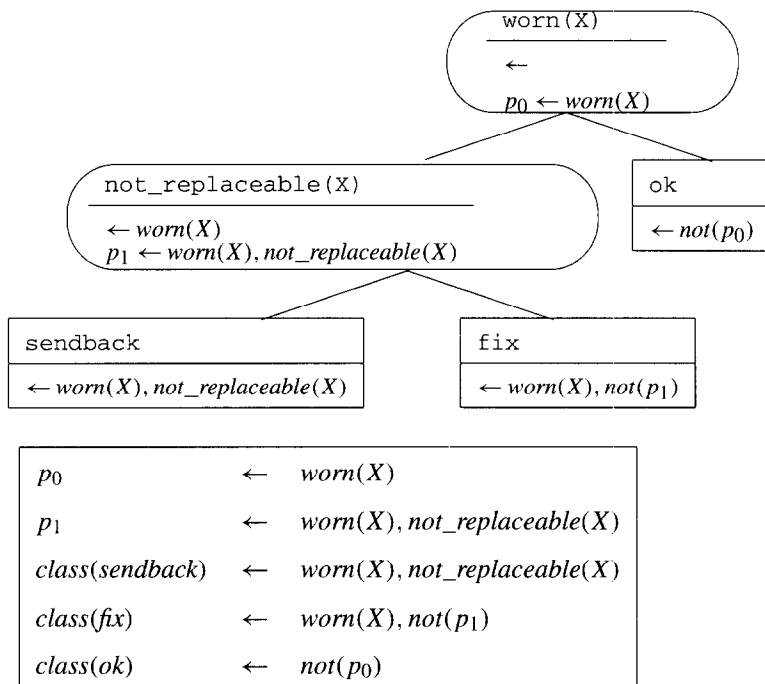 worn(X)
←
p₀ ← worn(X)
not_replaceable(X)
← worn(X)
p₁ ← worn(X), not_replaceable(X)
ok
← not(p₀)
sendback
← worn(X), not_replaceable(X)
fix
← worn(X), not(p₁)
p₀ ← worn(X)
p₁ ← worn(X), not_replaceable(X)
class(sendback) ← worn(X), not_replaceable(X)
class(fix) ← worn(X), not(p₁)
class(ok) ← not(p₀)